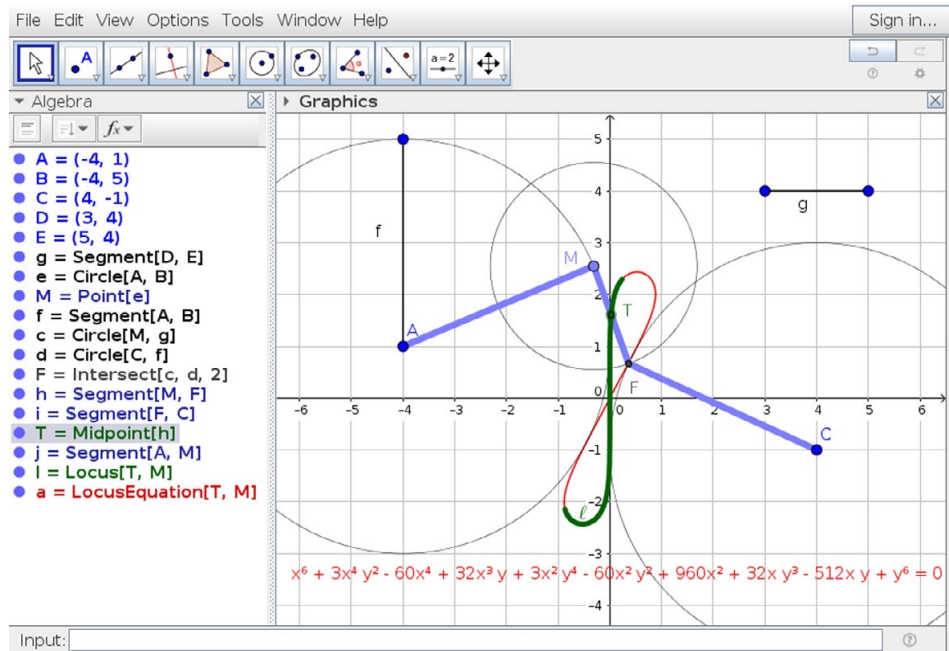 File Edit View Options Tools Window Help
Sign in...
A
α
a=2
Algebra
Graphics
fx
A = (-4, 1)
B = (-4, 5)
C = (4, -1)
D = (3, 4)
E = (5, 4)
g = Segment[D, E]
e = Circle[A, B]
M = Point[e]
f = Segment[A, B]
c = Circle[M, g]
d = Circle[C, f]
F = Intersect[c, d, 2]
h = Segment[M, F]
i = Segment[F, C]
T = Midpoint[h]
j = Segment[A, M]
l = Locus[T, M]
a = LocusEquation[T, M]
5
4
g
f
3
M
2
T
A
1
F
0
-6 -5 -4 -3 -2 -1 0 1 2 3 4 5 6
C
-1
-2
ℓ
-3
x⁶ + 3x⁴ y² - 60x⁴ + 32x³ y + 3x² y⁴ - 60x² y² + 960x² + 32x y³ - 512x y + y⁶ = 0
-4
Input: